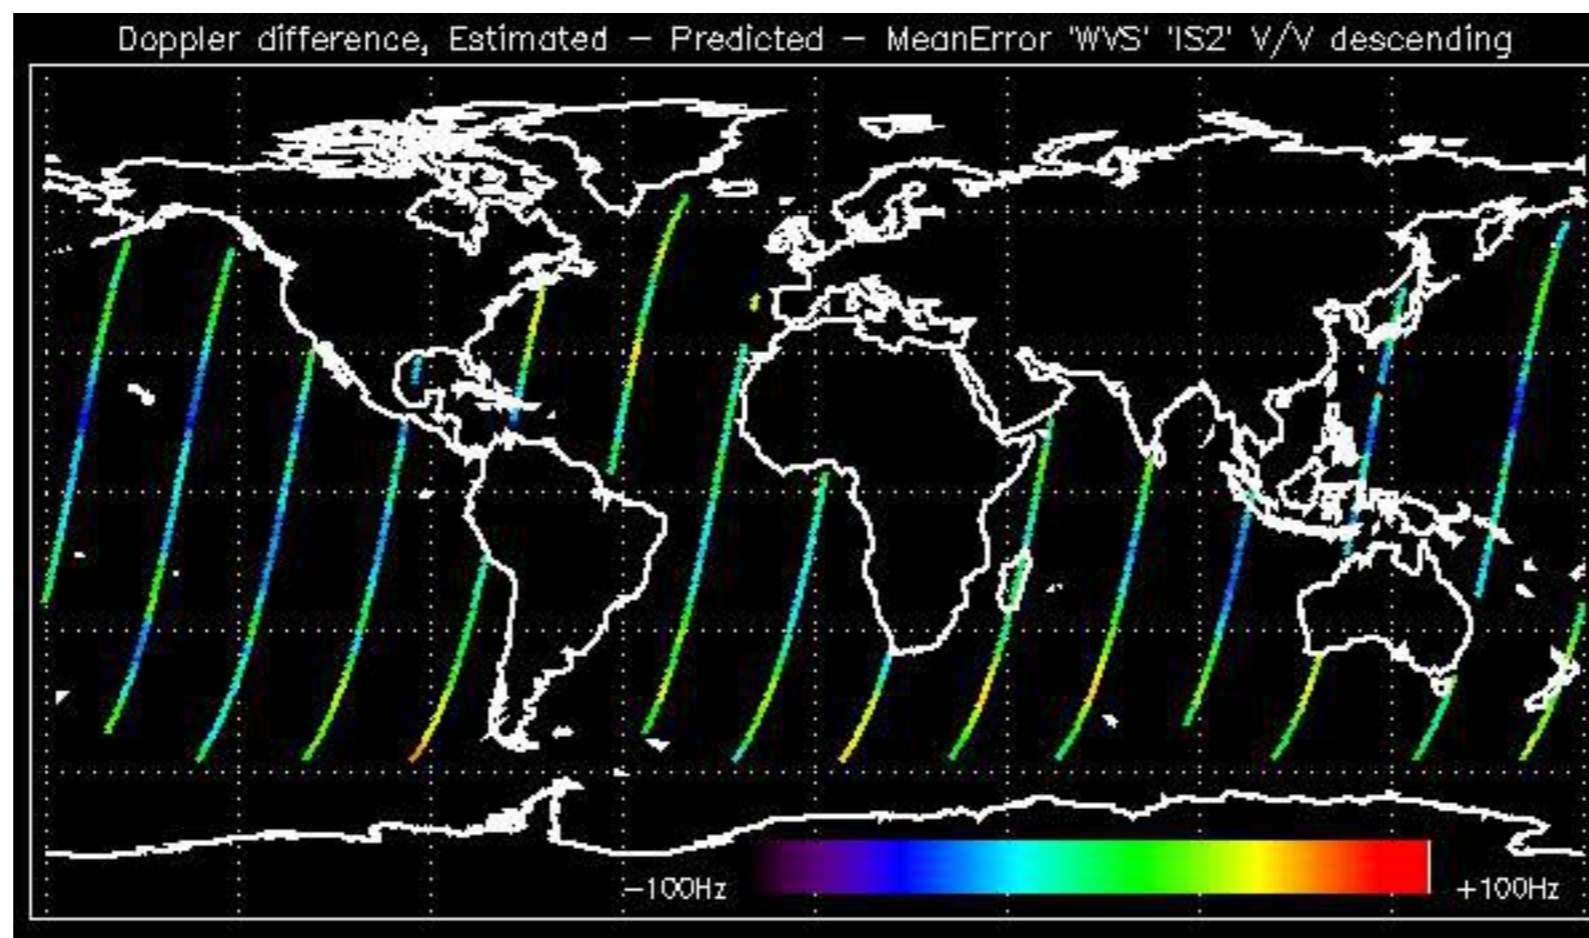 Doppler difference, Estimated – Predicted – MeanError 'WVS' 'IS2' V/V descending
–100Hz
+100Hz